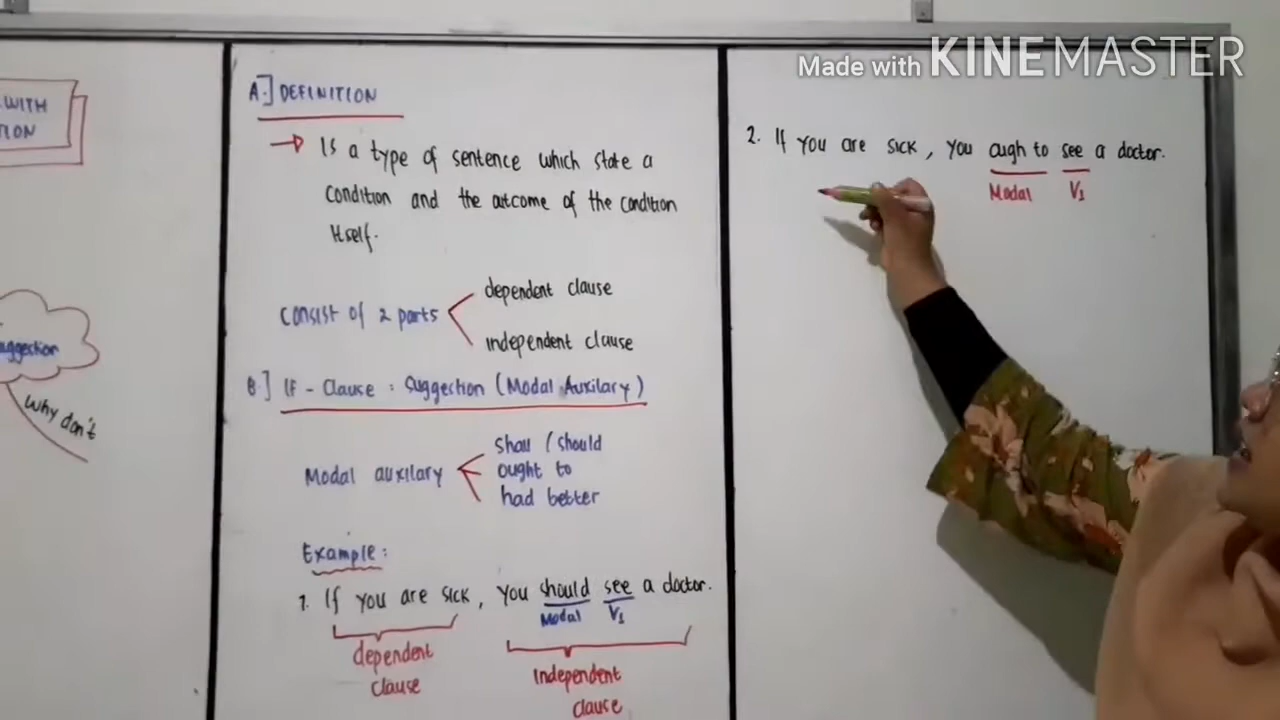 WITH
TION
uggestion
why don't
A.] DEFINITION
Is a type of sentence which state a
condition and the outcome of the condition
itself.
consist of 2 parts
dependent clause
independent clause
B.] IF - Clause : Suggestion (Modal Auxilary)
Modal auxilary
shall / should
ought to
had better
Example :
1. If you are sick, you should see a doctor.
Modal V1
dependent
clause
independent
clause
Made with KINEMASTER
2. If you are sick, you ough to see a doctor.
Modal V1